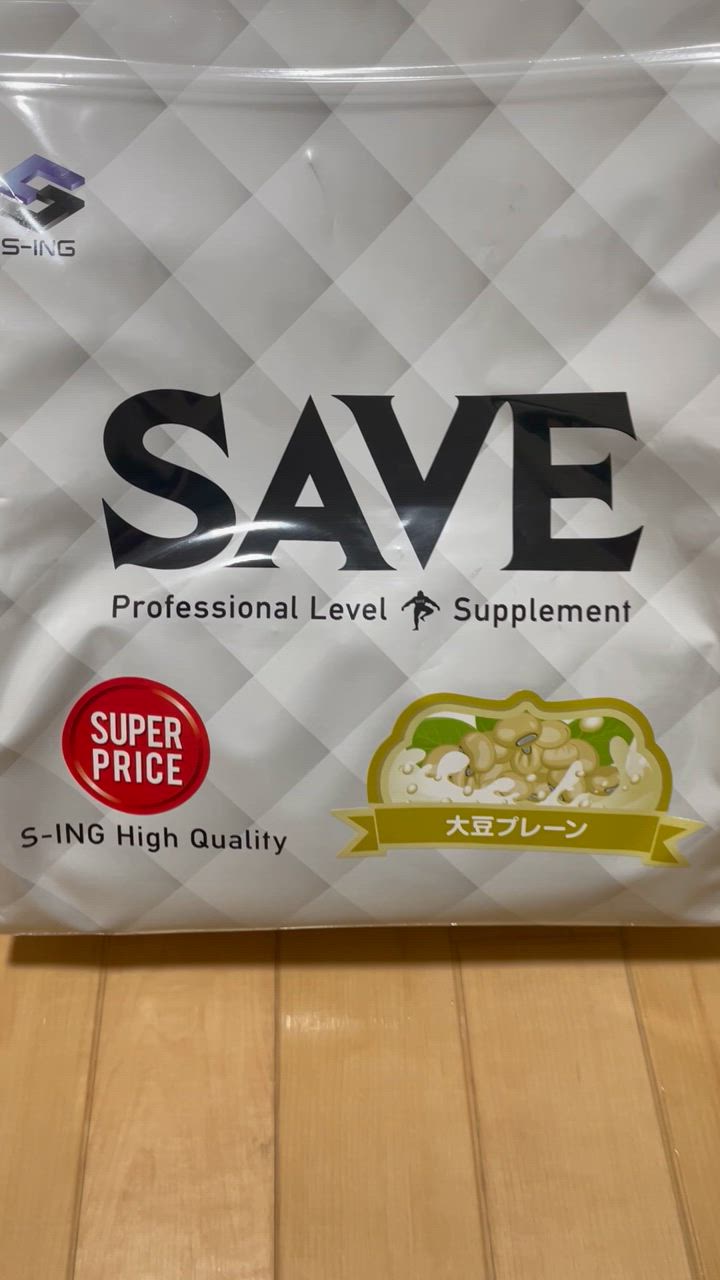 S-ING
SAVE
Professional Level Supplement
SUPER
PRICE
S-ING High Quality
大豆プレーン